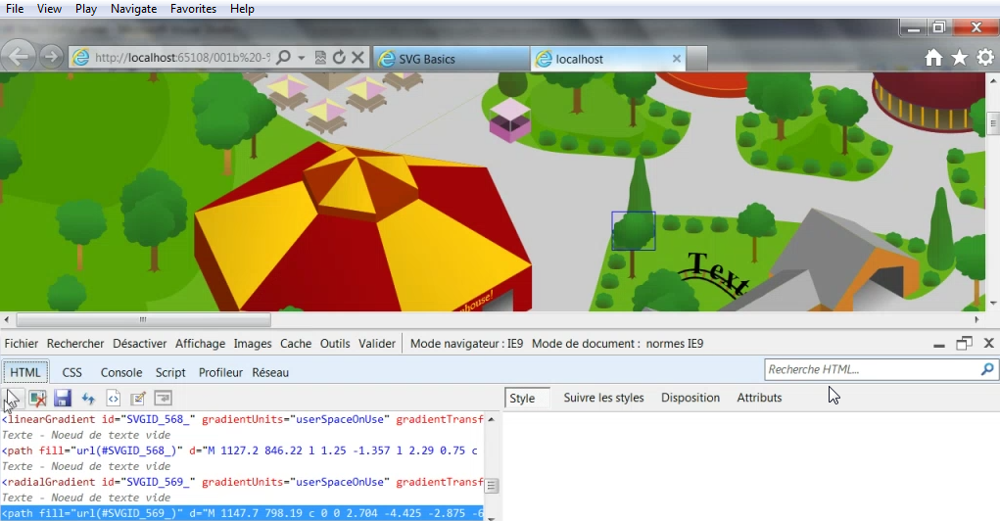 File View Play Navigate Favorites Help
http://localhost:65108/001b%20-%
SVG Basics
localhost
Text
house!
Fichier Rechercher Désactiver Affichage Images Cache Outils Valider Mode navigateur : IE9 Mode de document : normes IE9
HTML CSS Console Script Profileur Réseau
Recherche HTML...
Style Suivre les styles Disposition Attributs
<linearGradient id="SVGID_568_" gradientUnits="userSpaceOnUse" gradientTransf
Texte - Noeud de texte vide
<path fill="url(#SVGID_568_)" d="M 1127.2 846.22 l 1.25 -1.357 l 2.29 0.75 c
Texte - Noeud de texte vide
<radialGradient id="SVGID_569_" gradientUnits="userSpaceOnUse" gradientTransf
Texte - Noeud de texte vide
<path fill="url(#SVGID_569_)" d="M 1147.7 798.19 c 0 0 2.704 -4.425 -2.875 -6